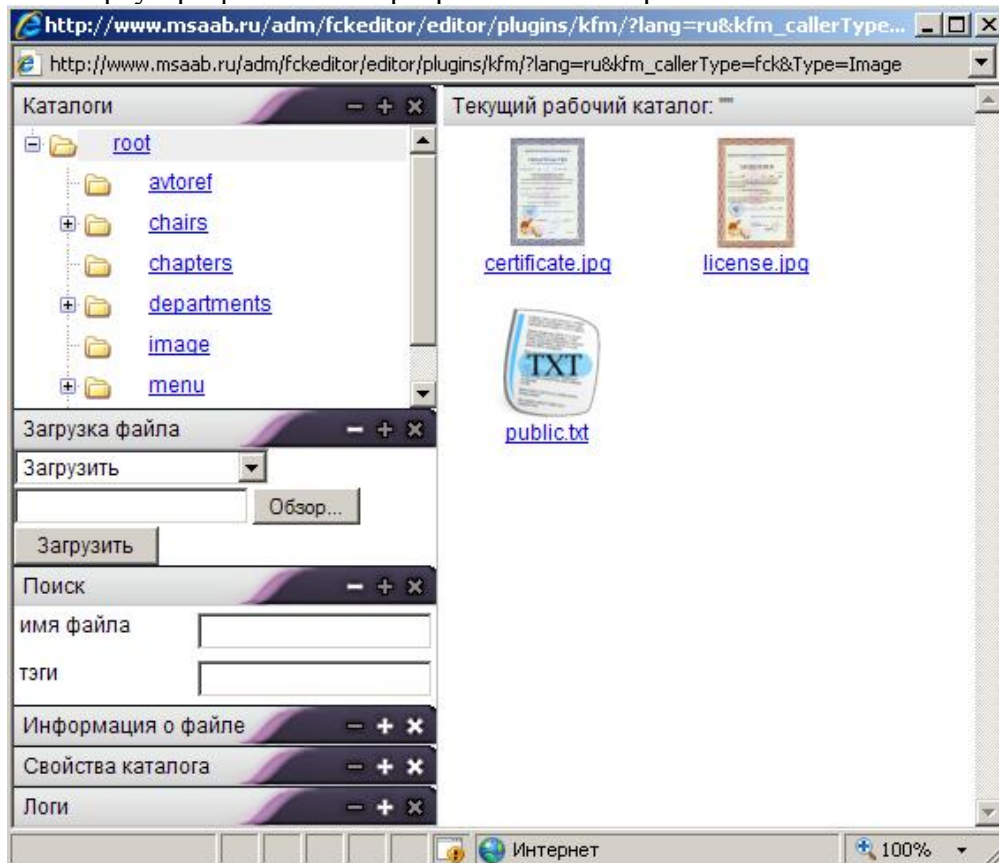 http://www.msaab.ru/adm/fckeditor/editor/plugins/kfm/?lang=ru&kfm_callerType...
http://www.msaab.ru/adm/fckeditor/editor/plugins/kfm/?lang=ru&kfm_callerType=fck&Type=Image
Каталоги
root
avtoref
chairs
chapters
departments
image
menu
Загрузка файла
Загрузить
Обзор...
Загрузить
Поиск
имя файла
тэги
Информация о файле
Свойства каталога
Логи
Текущий рабочий каталог: ""
certificate.jpg
license.jpg
TXT
public.txt
Интернет
100%